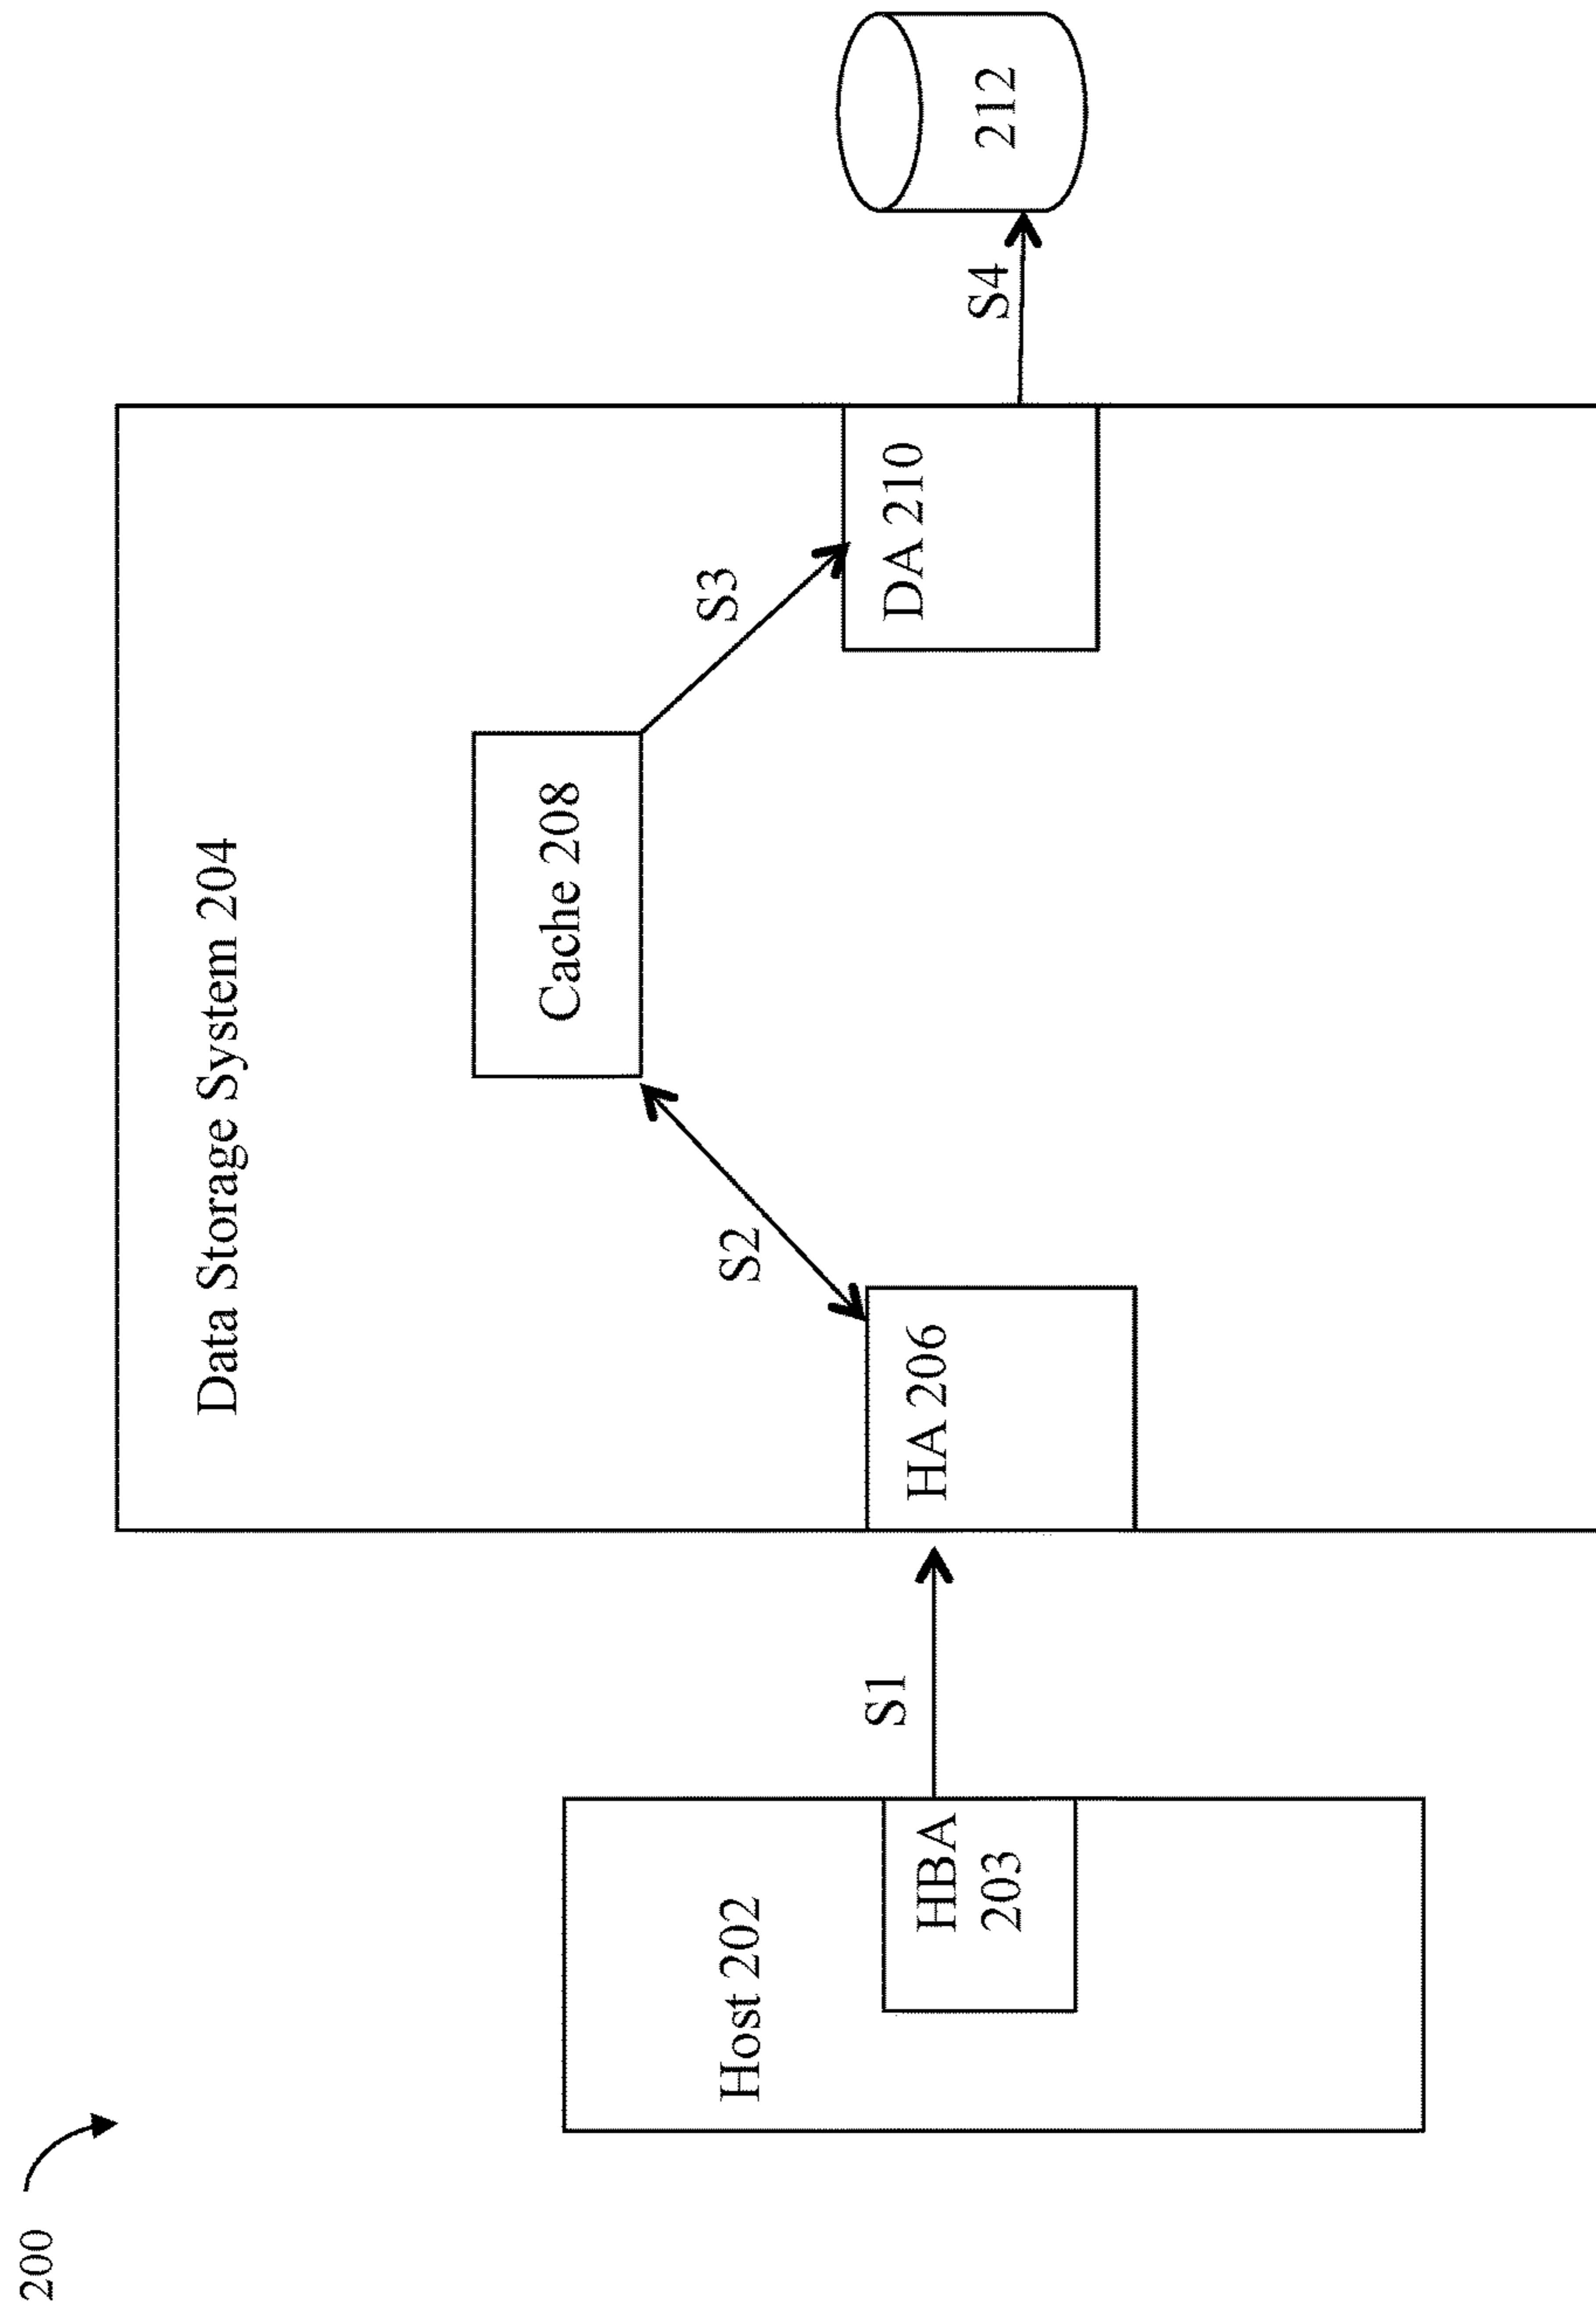 200
Data Storage System 204
Cache 208
S2
S3
Host 202
HBA
203
S1
HA 206
DA 210
S4
212